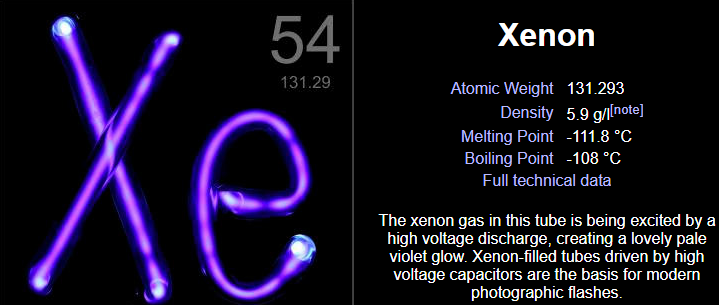 Xe
54
131.29
Xenon
Atomic Weight 131.293
Density 5.9 g/l[note]
Melting Point -111.8 °C
Boiling Point -108 °C
Full technical data
The xenon gas in this tube is being excited by a
high voltage discharge, creating a lovely pale
violet glow. Xenon-filled tubes driven by high
voltage capacitors are the basis for modern
photographic flashes.